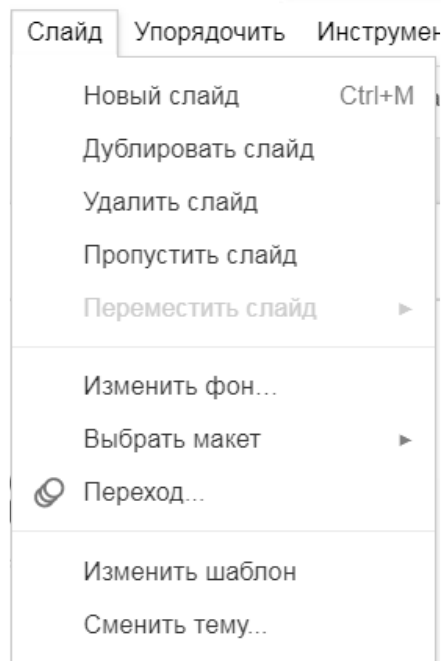 Слайд Упорядочить
Новый слайд Ctrl+M
Дублировать слайд
Удалить слайд
Пропустить слайд
Переместить слайд
Изменить фон...
Выбрать макет
Переход...
Изменить шаблон
Сменить тему...